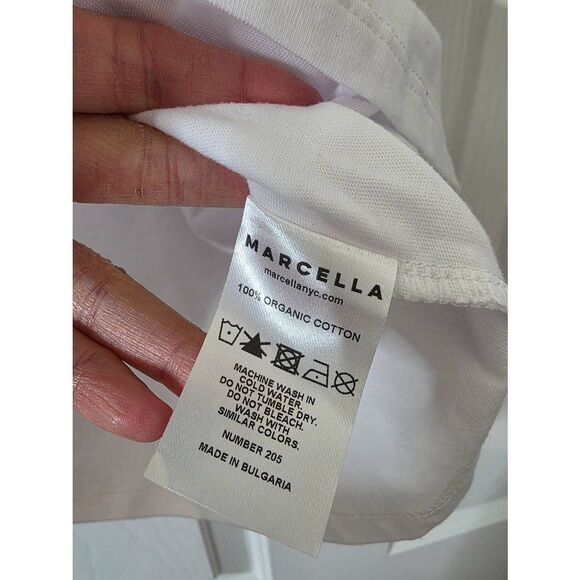 MARCELLA
marcellanyc.com
100% ORGANIC COTTON
MACHINE WASH IN
COLD WATER.
DO NOT TUMBLE DRY.
DO NOT BLEACH.
WASH WITH
SIMILAR COLORS.
NUMBER 205
MADE IN BULGARIA